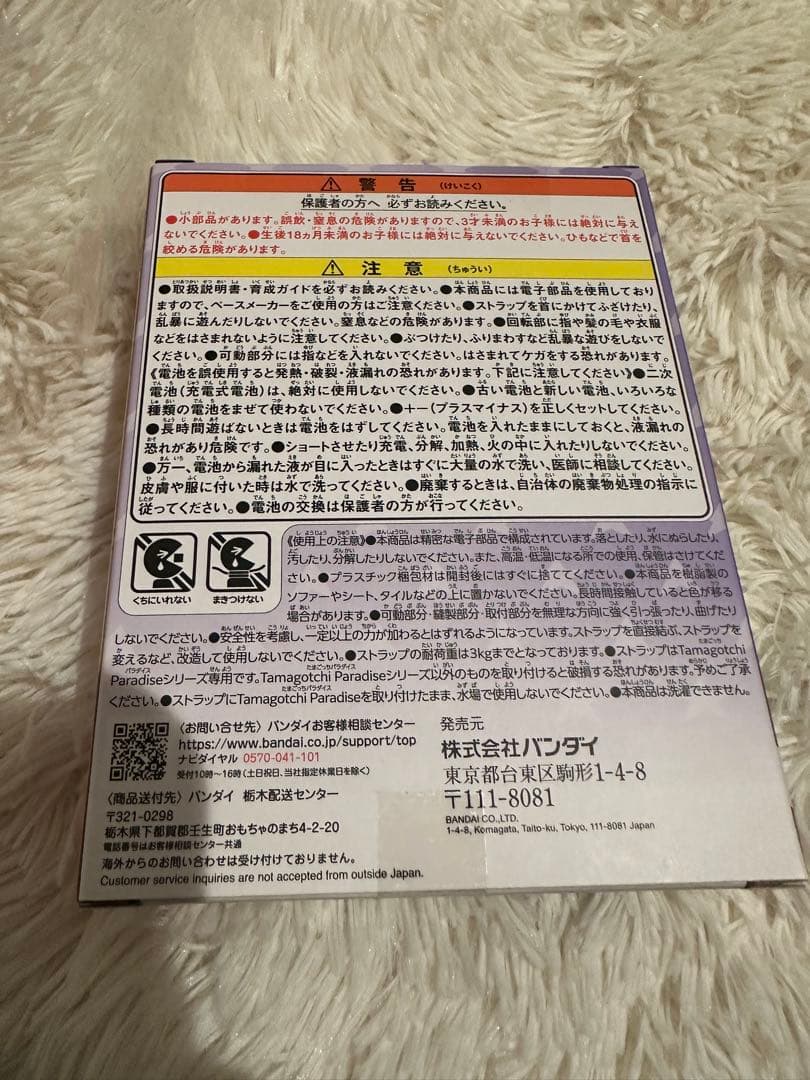 ⚠ 警告 (けいこく)
保護者の方へ 必ずお読みください。
●小部品があります。誤飲・窒息の危険がありますので、3才未満のお子様には絶対に与え
ないでください。●生後18ヵ月未満のお子様には絶対に与えないでください。ひもなどで首を
絞める危険があります。
⚠ 注意 (ちゅうい)
●取扱説明書・育成ガイドを必ずお読みください。●本商品には電子部品を使用しており
ますので、ペースメーカーをご使用の方はご注意ください。●ストラップを首にかけてふざけたり、
乱暴に遊んだりしないでください。窒息などの危険があります。●回転部に指や髪の毛や衣服
などをはさまれないように注意してください。●ぶつけたり、ふりまわすなど乱暴な遊びをしないで
ください。●可動部分には指などを入れないでください。はさまれてケガをする恐れがあります。
《電池を誤使用すると発熱・破裂・液漏れの恐れがあります。下記に注意してください》●二次
電池(充電式電池)は、絶対に使用しないでください。●古い電池と新しい電池、いろいろな
種類の電池をまぜて使わないでください。●+−(プラスマイナス)を正しくセットしてください。
●長時間遊ばないときは電池をはずしてください。電池を入れたままにしておくと、液漏れの
恐れがあり危険です。●ショートさせたり充電、分解、加熱、火の中に入れたりしないでください。
●万一、電池から漏れた液が目に入ったときはすぐに大量の水で洗い、医師に相談してください。
皮膚や服に付いた時は水で洗ってください。●廃棄するときは、自治体の廃棄物処理の指示に
従ってください。●電池の交換は保護者の方が行ってください。
くちにいれない
まきつけない
《使用上の注意》●本商品は精密な電子部品で構成されています。落としたり、水にぬらしたり、
汚したり、分解したりしないでください。また、高温・低温になる所での使用、保管はさけてくださ
い。●プラスチック梱包材は開封後にはすぐに捨ててください。●本商品を樹脂製の
ソファーやシート、タイルなどの上に置かないでください。長時間接触していると色が移る
場合があります。●可動部分・縫製部分・取付部分を無理な方向に強く引っ張ったり、曲げたり
しないでください。●安全性を考慮し、一定以上の力が加わるとはずれるようになっています。ストラップを直接結ぶ、ストラップを
変えるなど、改造して使用しないでください。●ストラップの耐荷重は3kgまでとなっております。●ストラップはTamagotchi
Paradiseシリーズ専用です。Tamagotchi Paradiseシリーズ以外のものを取り付けると破損する恐れがあります。予めご了承
ください。●ストラップにTamagotchi Paradiseを取り付けたまま、水場で使用しないでください。●本商品は洗濯できません。
〈お問い合せ先〉バンダイお客様相談センター
https://www.bandai.co.jp/support/top
ナビダイヤル 0570-041-101
受付10時〜16時(土日祝日、当社指定休業日を除く)
〈商品送付先〉バンダイ 栃木配送センター
〒321-0298
栃木県下都賀郡壬生町おもちゃのまち4-2-20
電話番号はお客様相談センター共通
海外からのお問い合わせは受け付けておりません。
Customer service inquiries are not accepted from outside Japan.
発売元
株式会社バンダイ
東京都台東区駒形1-4-8
〒111-8081
BANDAI CO.,LTD.
1-4-8, Komagata, Taito-ku, Tokyo, 111-8081 Japan